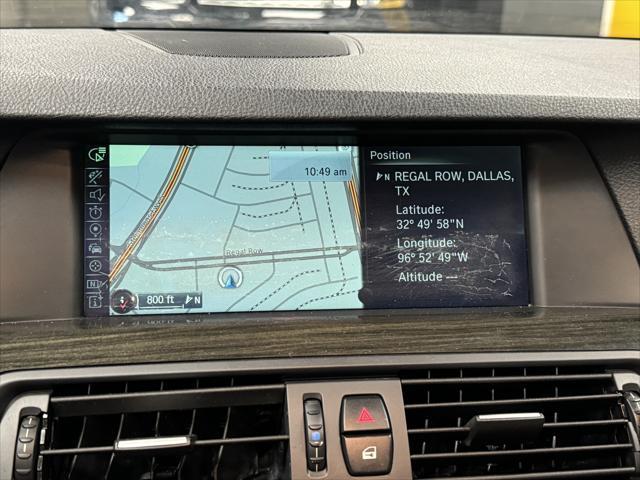 10:49 am
Regal Row
800 ft
N
Position
N REGAL ROW, DALLAS,
TX
Latitude:
32° 49' 58"N
Longitude:
96° 52' 49"W
Altitude ---
N